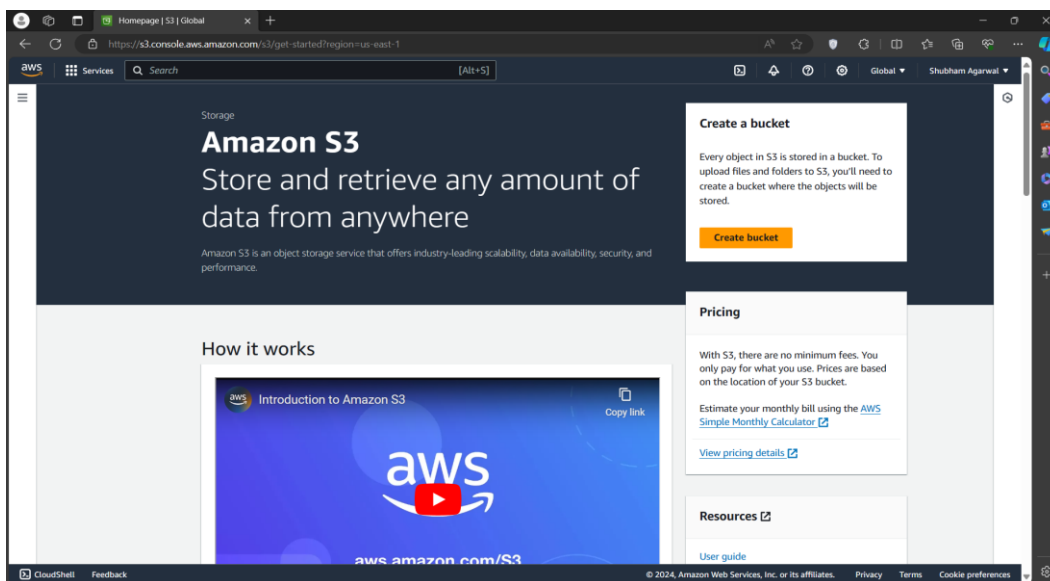 Homepage | S3 | Global
https://s3.console.aws.amazon.com/s3/get-started?region=us-east-1
aws
Services
Search
[Alt+S]
Global
Shubham Agarwal
Storage
Amazon S3
Store and retrieve any amount of
data from anywhere
Amazon S3 is an object storage service that offers industry-leading scalability, data availability, security, and
performance.
Create a bucket
Every object in S3 is stored in a bucket. To
upload files and folders to S3, you'll need to
create a bucket where the objects will be
stored.
Create bucket
Pricing
With S3, there are no minimum fees. You
only pay for what you use. Prices are based
on the location of your S3 bucket.
Estimate your monthly bill using the AWS
Simple Monthly Calculator
View pricing details
Resources
User guide
How it works
aws
Introduction to Amazon S3
Copy link
aws
aws.amazon.com/S3
CloudShell
Feedback
© 2024, Amazon Web Services, Inc. or its affiliates.
Privacy
Terms
Cookie preferences